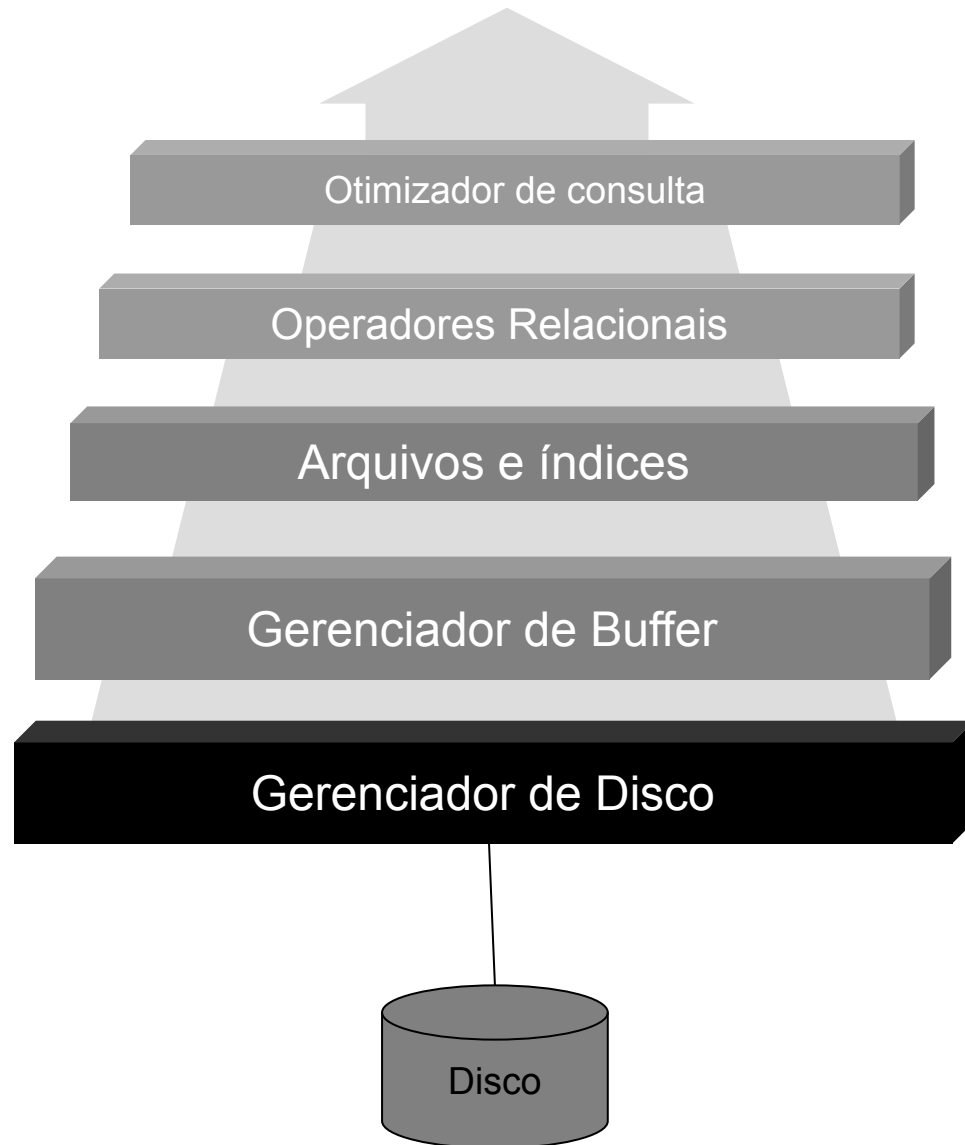 Otimizador de consulta
Operadores Relacionais
Arquivos e índices
Gerenciador de Buffer
Gerenciador de Disco
Disco